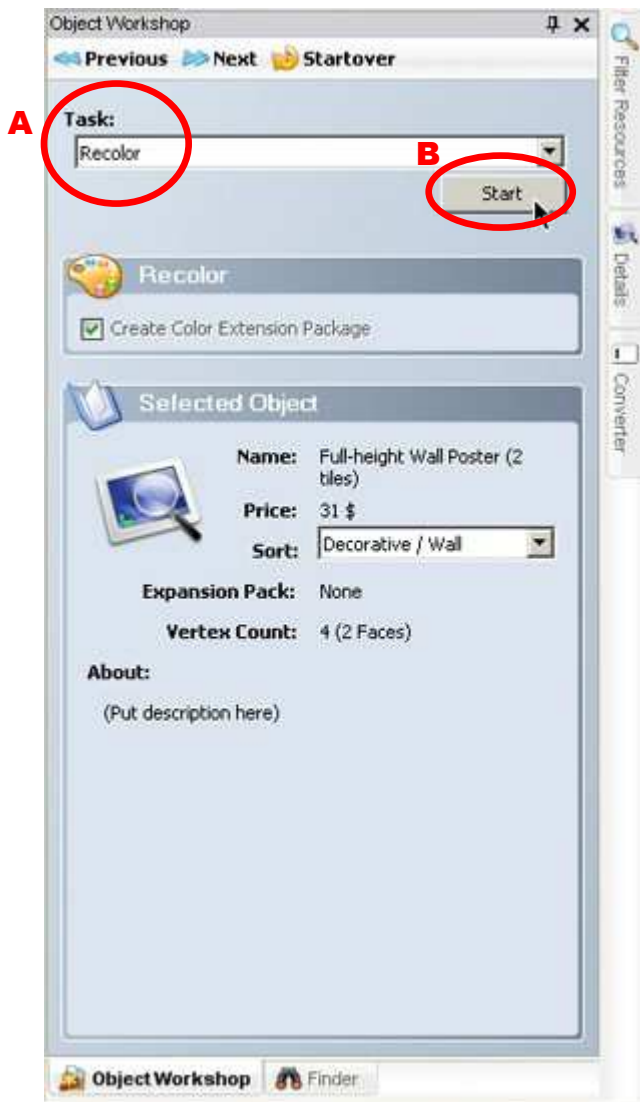 Object Workshop
Previous Next Startover
A
Task:
Recolor
B
Start
Recolor
Create Color Extension Package
Selected Object
Name: Full-height Wall Poster (2
tiles)
Price: 31 $
Sort: Decorative / Wall
Expansion Pack: None
Vertex Count: 4 (2 Faces)
About:
(Put description here)
Object Workshop Finder
Filter Resources
Details
Converter